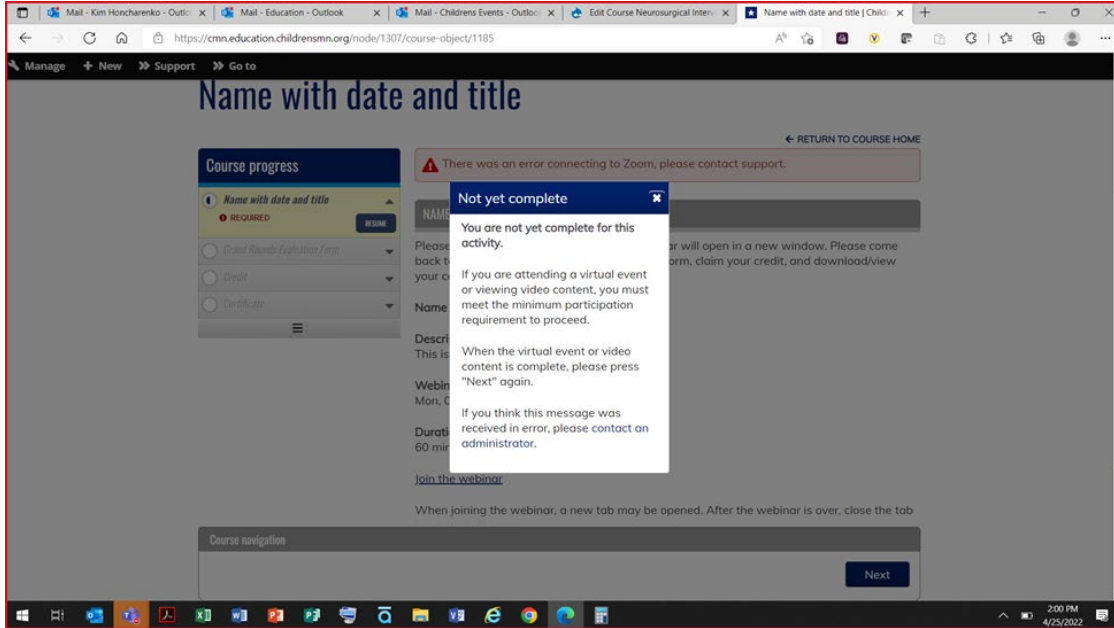 Mail - Kim Honcharenko - Outlo
Mail - Education - Outlook
Mail - Childrens Events - Outloo
Edit Course Neurosurgical Interv
Name with date and title | Child
https://cmn.education.childrensmn.org/node/1307/course-object/1185
Manage + New Support Go to
Name with date and title
← RETURN TO COURSE HOME
Course progress
There was an error connecting to Zoom, please contact support.
Name with date and title
REQUIRED
RESUME
Grand Rounds Evaluation Form
Credit
Certificate
Not yet complete
You are not yet complete for this
activity.
If you are attending a virtual event
or viewing video content, you must
meet the minimum participation
requirement to proceed.
When the virtual event or video
content is complete, please press
"Next" again.
If you think this message was
received in error, please contact an
administrator.
NAME
Please ar will open in a new window. Please come
back t orm, claim your credit, and download/view
your c
Name
Descri
This is
Webin
Mon, 0
Durati
60 min
Join the webinar
When joining the webinar, a new tab may be opened. After the webinar is over, close the tab
Course navigation
Next
2:00 PM
4/25/2022